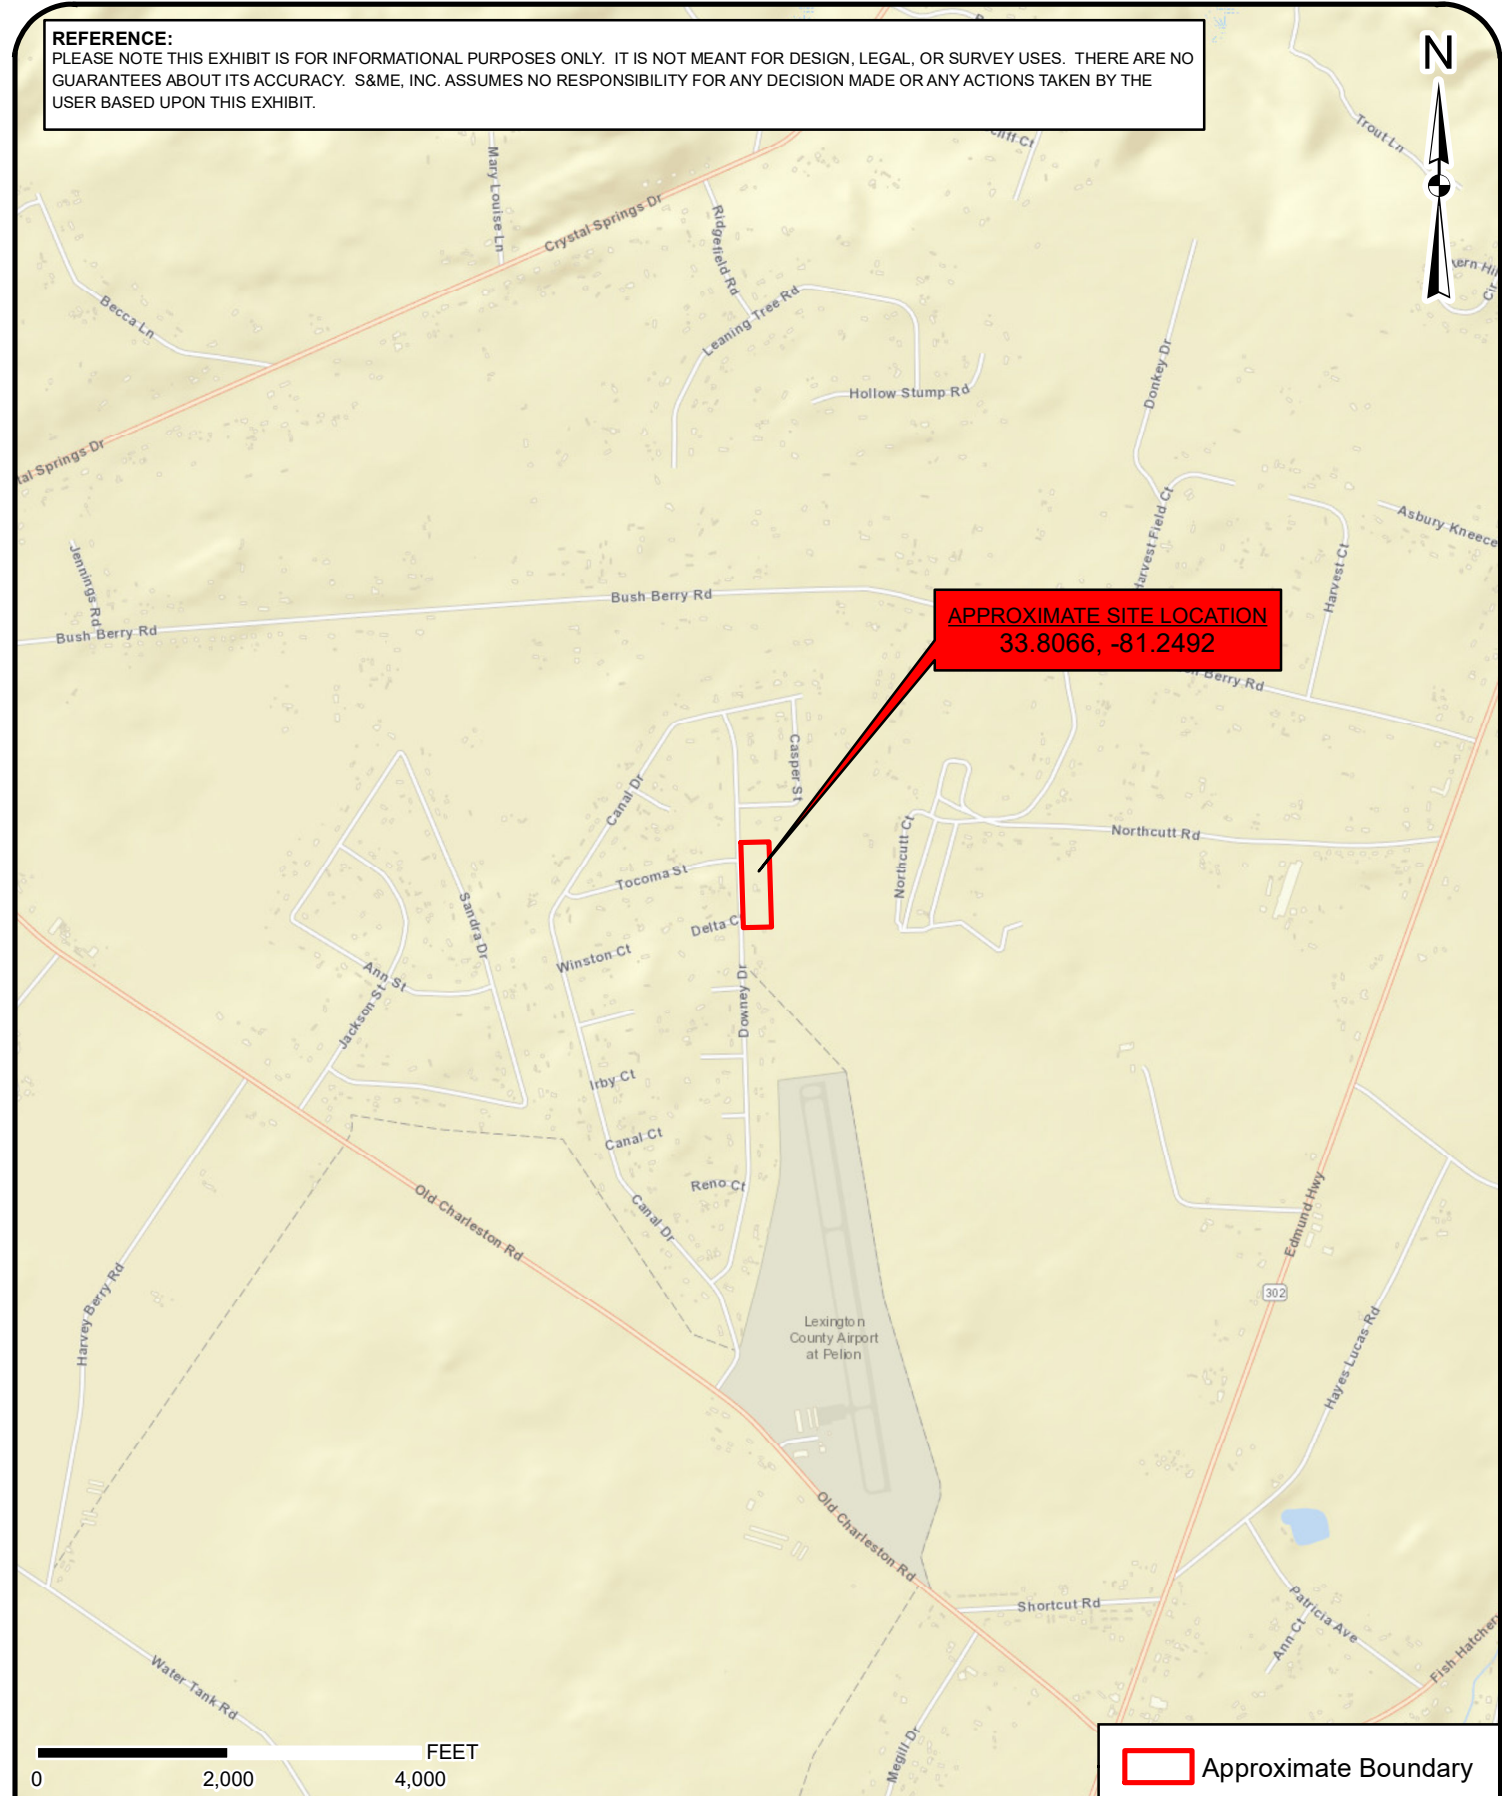 REFERENCE:
PLEASE NOTE THIS EXHIBIT IS FOR INFORMATIONAL PURPOSES ONLY. IT IS NOT MEANT FOR DESIGN, LEGAL, OR SURVEY USES. THERE ARE NO
GUARANTEES ABOUT ITS ACCURACY. S&ME, INC. ASSUMES NO RESPONSIBILITY FOR ANY DECISION MADE OR ANY ACTIONS TAKEN BY THE
USER BASED UPON THIS EXHIBIT.
N
Trout Ln
Mary Louise Ln
Crystal Springs Dr
Ridgefield Rd
Becca Ln
Leaning Tree Rd
Hollow Stump Rd
Donkey Dr
tal Springs Dr
Harvest Field Ct
Asbury Kneece
Harvest Ct
Jennings Rd
Bush Berry Rd
Bush Berry Rd
APPROXIMATE SITE LOCATION
33.8066, -81.2492
Berry Rd
Casper St
Canal Dr
Northcutt Ct
Northcutt Rd
Tocoma St
Sandra Dr
Delta C
Winston Ct
Ann St
Jackson St
Downey Dr
Irby Ct
Canal Ct
Reno Ct
Canal Dr
Old Charleston Rd
Edmund Hwy
302
Harvey Berry Rd
Hayes Lucas Rd
Lexington
County Airport
at Pelion
Old Charleston Rd
Shortcut Rd
Patricia Ave
Ann Ct
Fish Hatchery
Water Tank Rd
Megill Dr
FEET
0 2,000 4,000
Approximate Boundary